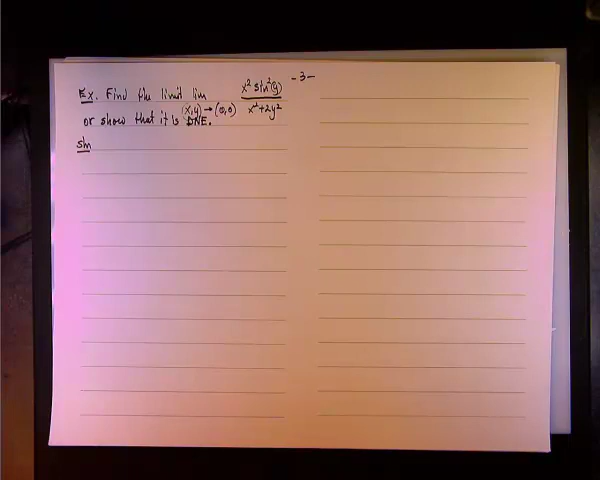 Ex. Find the limit lim x² sin²(y) / x²+2y²
(x,y)→(0,0)
or show that it is DNE.
sln
-3-